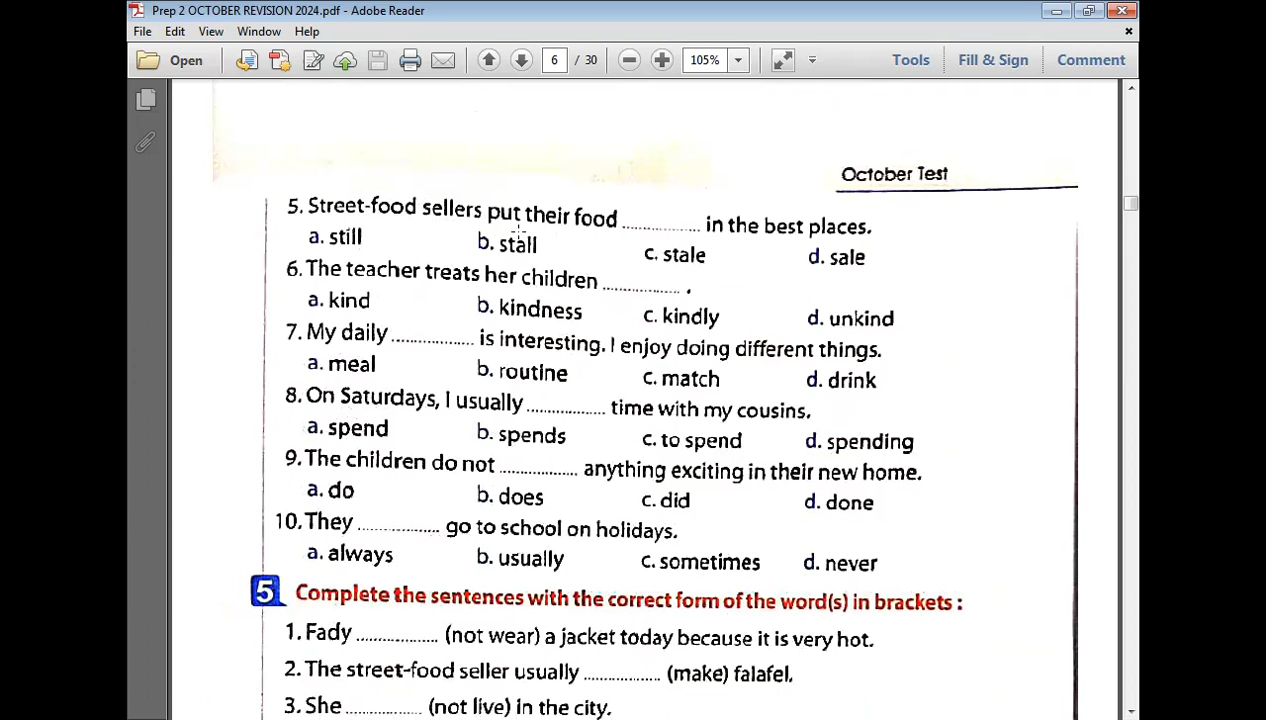 Prep 2 OCTOBER REVISION 2024.pdf - Adobe Reader
File Edit View Window Help
Open 6 / 30 105% Tools Fill & Sign Comment
October Test
5. Street-food sellers put their food .................... in the best places.
a. still b. stall c. stale d. sale
6. The teacher treats her children .................... .
a. kind b. kindness c. kindly d. unkind
7. My daily .................... is interesting. I enjoy doing different things.
a. meal b. routine c. match d. drink
8. On Saturdays, I usually .................... time with my cousins.
a. spend b. spends c. to spend d. spending
9. The children do not .................... anything exciting in their new home.
a. do b. does c. did d. done
10. They .................... go to school on holidays.
a. always b. usually c. sometimes d. never
5 Complete the sentences with the correct form of the word(s) in brackets :
1. Fady .................... (not wear) a jacket today because it is very hot.
2. The street-food seller usually .................... (make) falafel.
3. She .................... (not live) in the city.